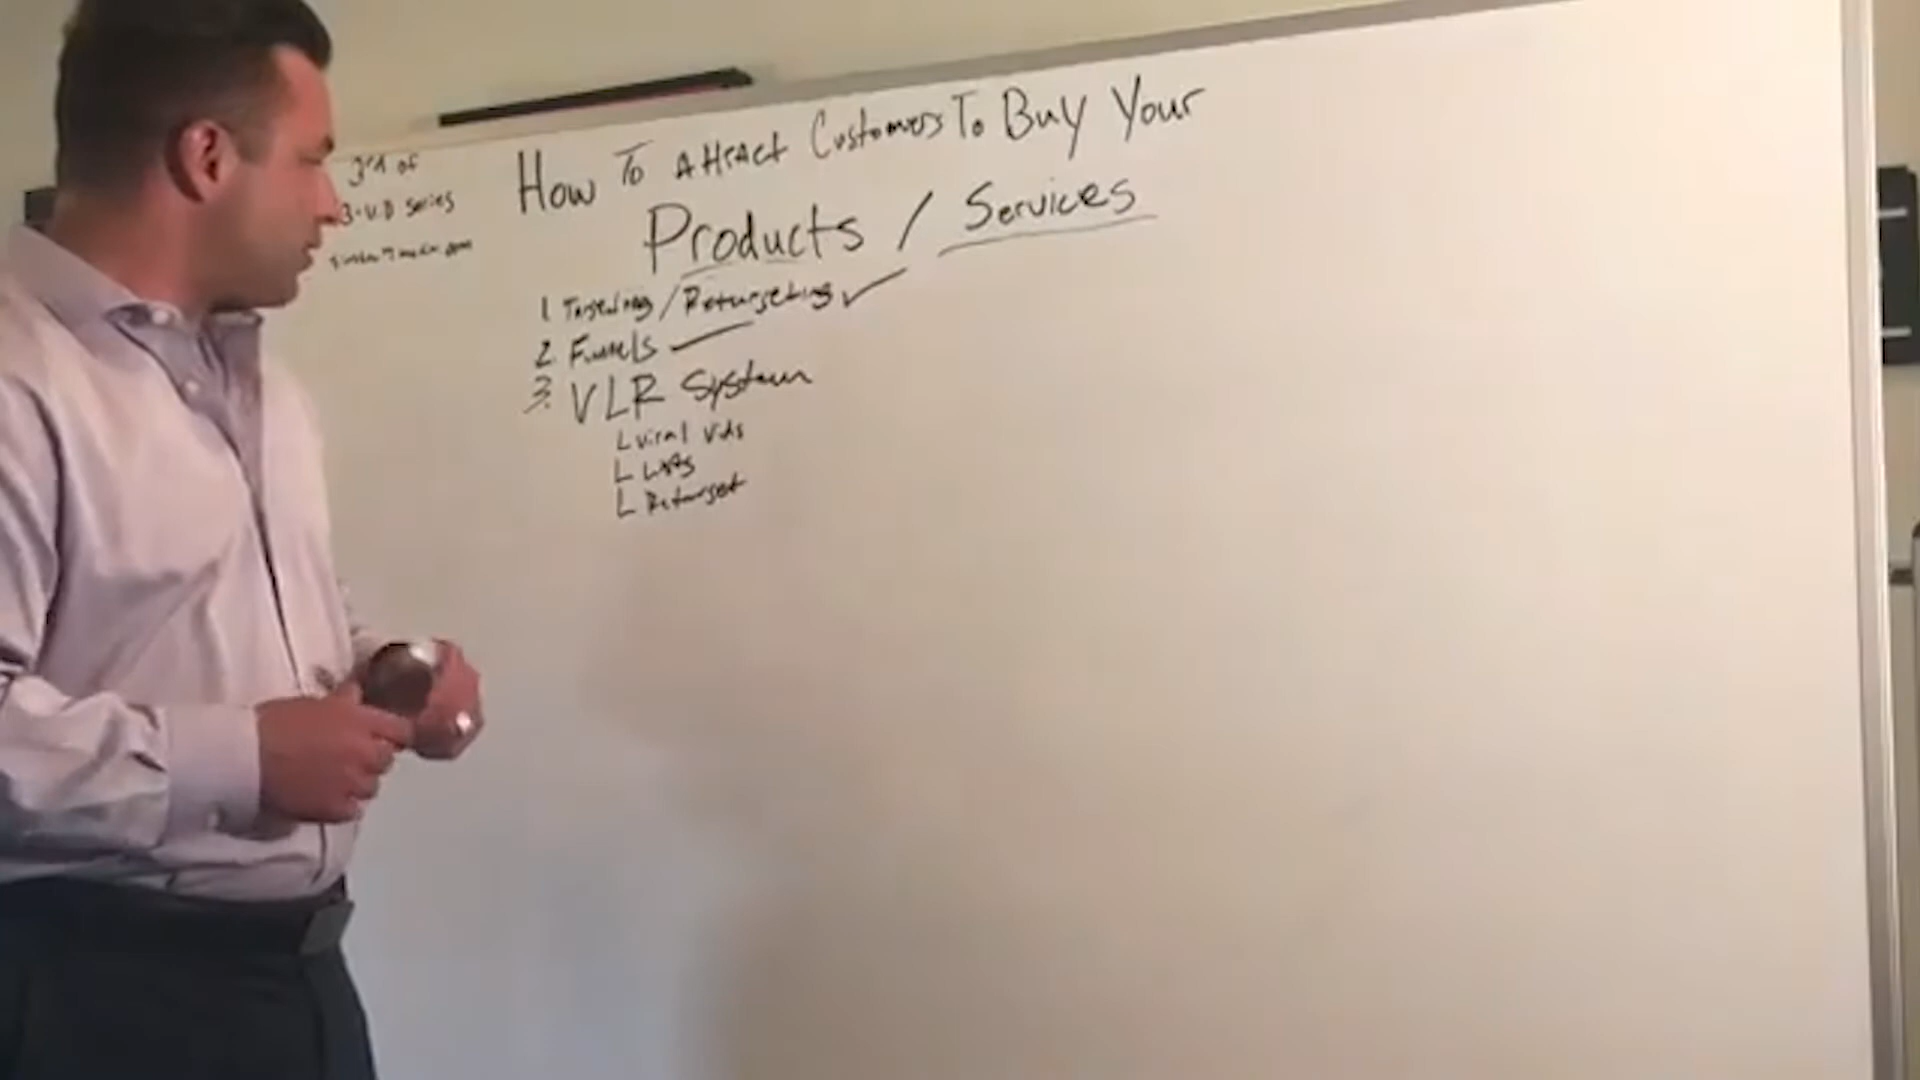 3rd of
3-VID Series
How To Attract Customers To Buy Your
Products / Services
1 Targeting / Retargeting ✓
2. Funnels
3. VLR System
L Viral Vids
L
L Retarget